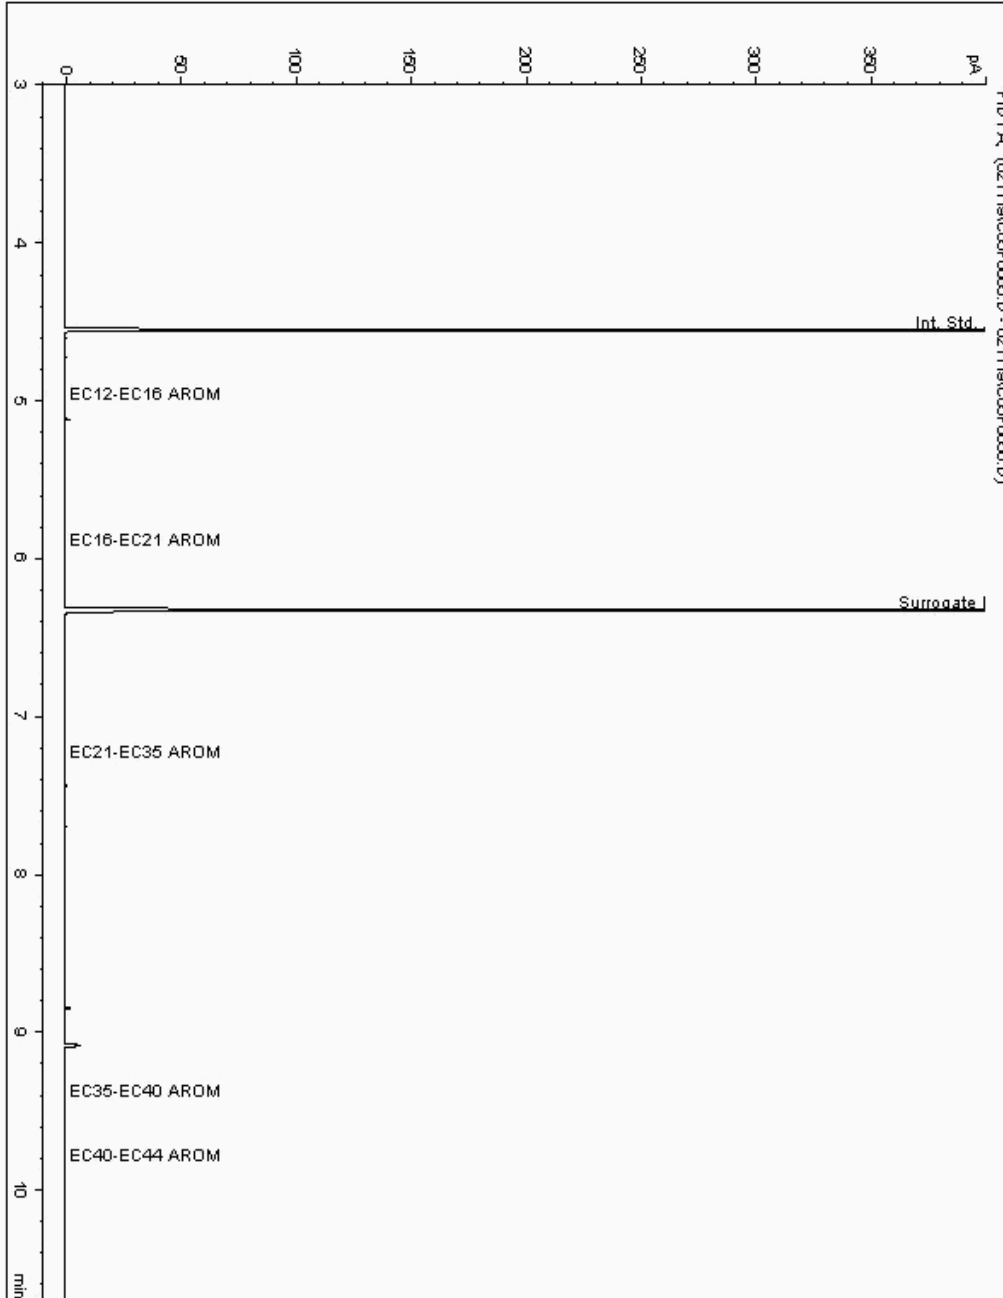 pA
350
300
250
200
150
100
50
0
3
4
5
6
7
8
9
10
min
Int. Std.
EC12-EC16 AROM
EC16-EC21 AROM
Surrogate
EC21-EC35 AROM
EC35-EC40 AROM
EC40-EC44 AROM